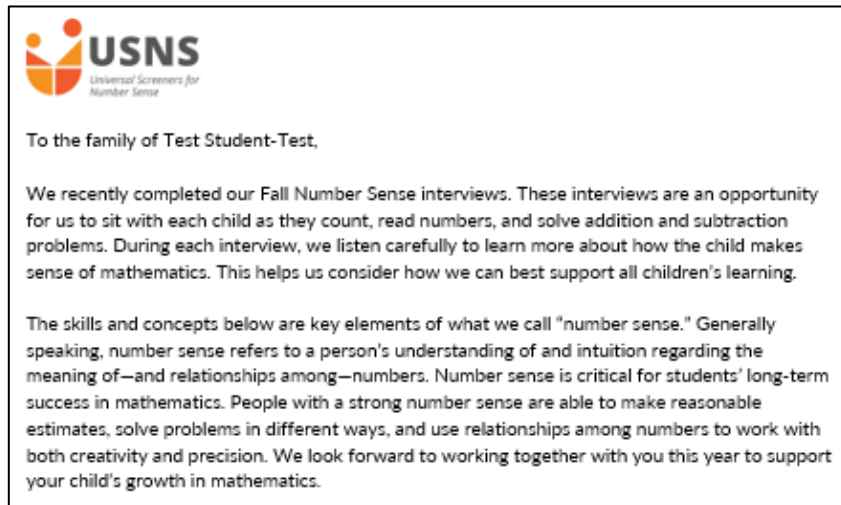 USNS
Universal Screeners for
Number Sense
To the family of Test Student-Test,
We recently completed our Fall Number Sense interviews. These interviews are an opportunity
for us to sit with each child as they count, read numbers, and solve addition and subtraction
problems. During each interview, we listen carefully to learn more about how the child makes
sense of mathematics. This helps us consider how we can best support all children’s learning.
The skills and concepts below are key elements of what we call “number sense.” Generally
speaking, number sense refers to a person’s understanding of and intuition regarding the
meaning of—and relationships among—numbers. Number sense is critical for students’ long-term
success in mathematics. People with a strong number sense are able to make reasonable
estimates, solve problems in different ways, and use relationships among numbers to work with
both creativity and precision. We look forward to working together with you this year to support
your child’s growth in mathematics.